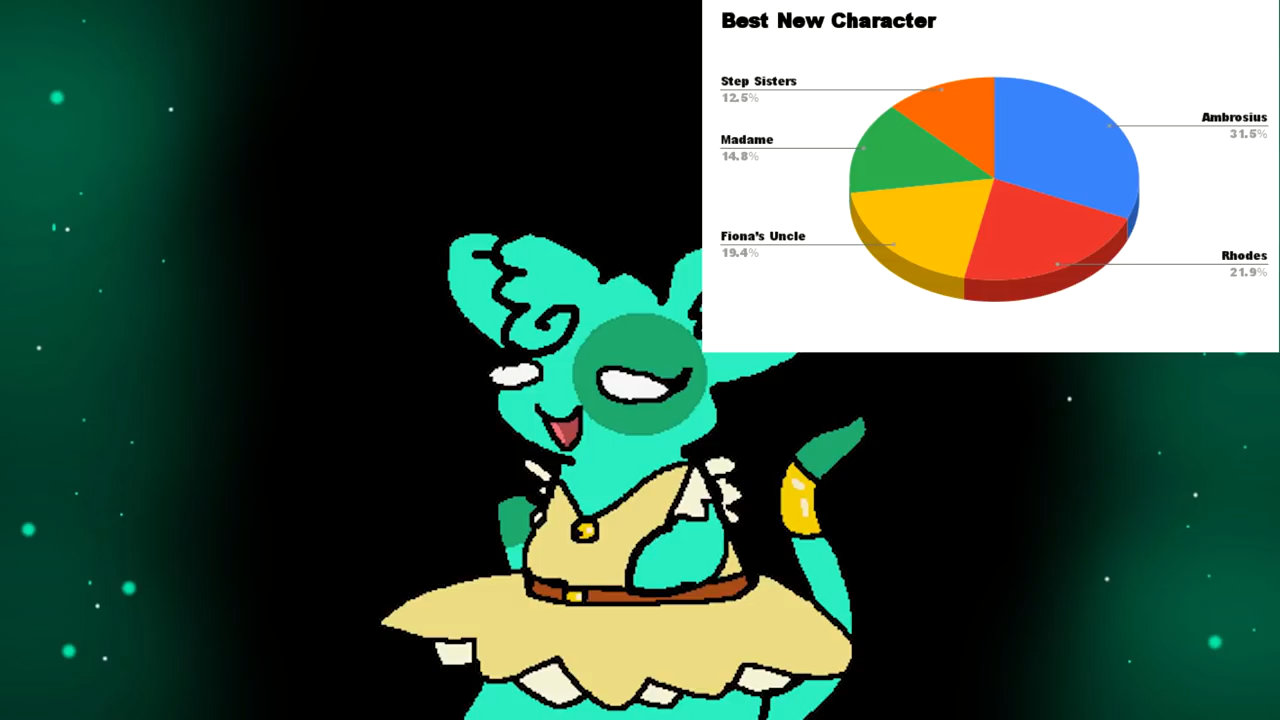 Best New Character
Step Sisters
12.5%
Ambrosius
31.5%
Madame
14.8%
Fiona's Uncle
19.4%
Rhodes
21.9%